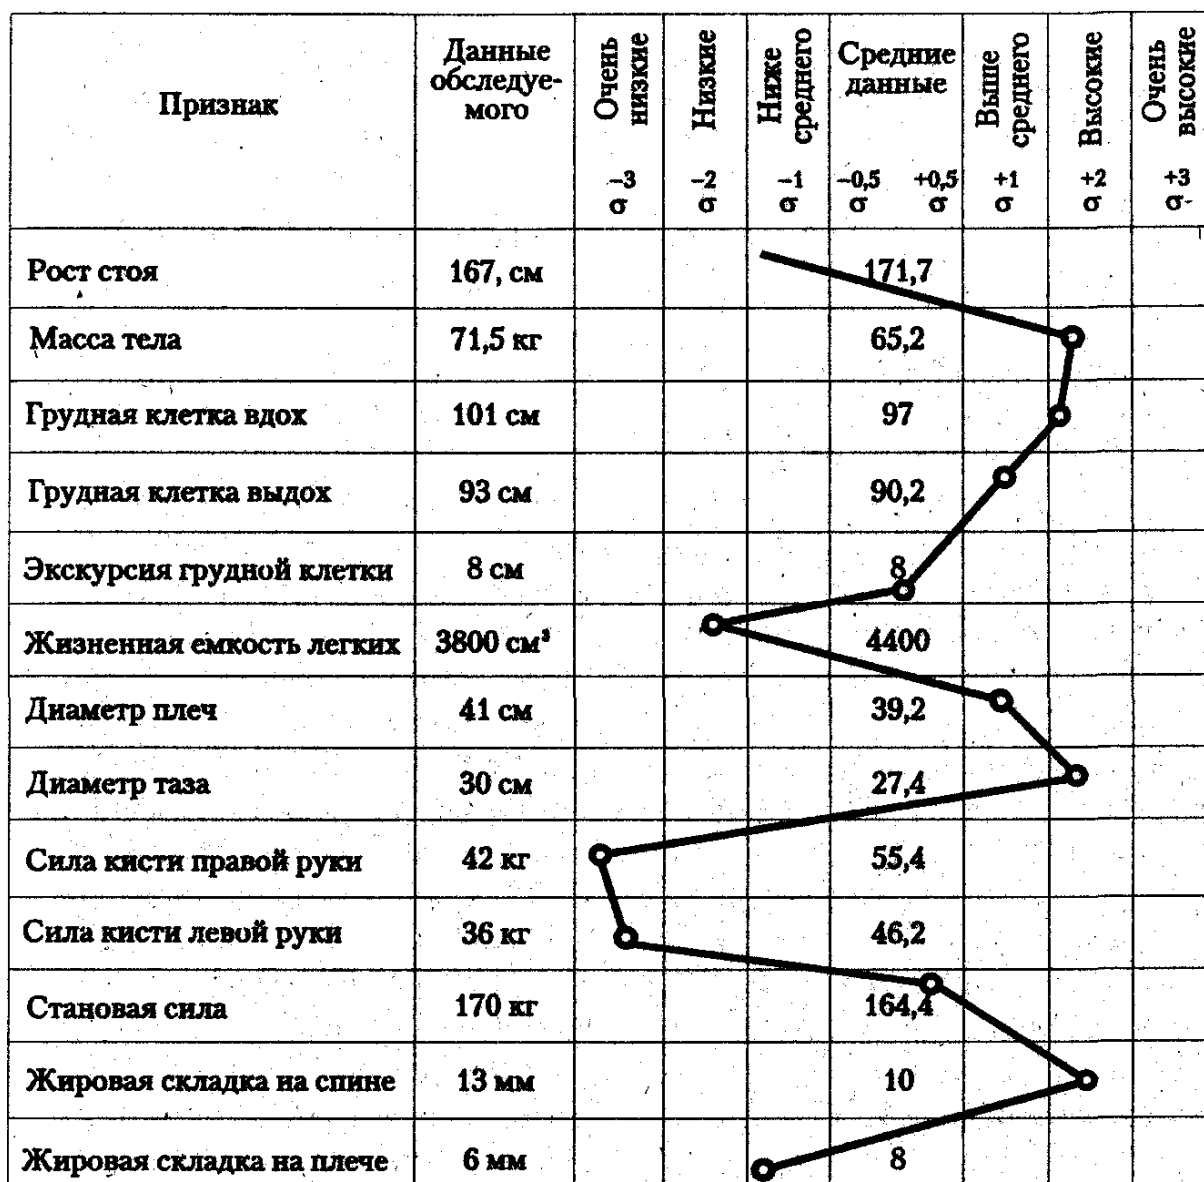 Признак
Данные
обследуе-
мого
Очень
низкие
Низкие
Ниже
среднего
Средние
данные
Выше
среднего
Высокие
Очень
высокие
−3
σ
−2
σ
−1
σ
−0,5 +0,5
σ σ
+1
σ
+2
σ
+3
σ
Рост стоя 167, см 171,7
Масса тела 71,5 кг 65,2
Грудная клетка вдох 101 см 97
Грудная клетка выдох 93 см 90,2
Экскурсия грудной клетки 8 см 8
Жизненная емкость легких 3800 см³ 4400
Диаметр плеч 41 см 39,2
Диаметр таза 30 см 27,4
Сила кисти правой руки 42 кг 55,4
Сила кисти левой руки 36 кг 46,2
Становая сила 170 кг 164,4
Жировая складка на спине 13 мм 10
Жировая складка на плече 6 мм 8